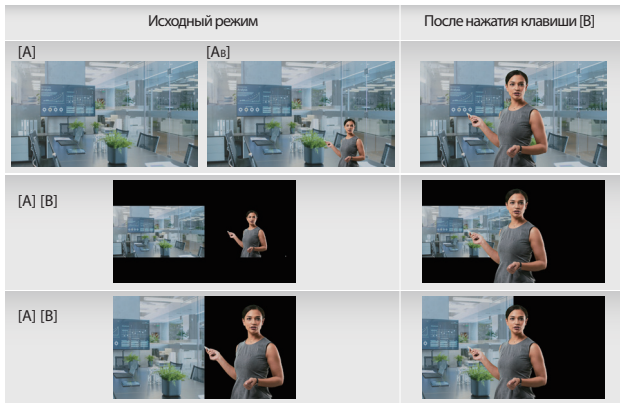 Исходный режим
После нажатия клавиши [B]
[A]
[AB]
[A] [B]
[A] [B]